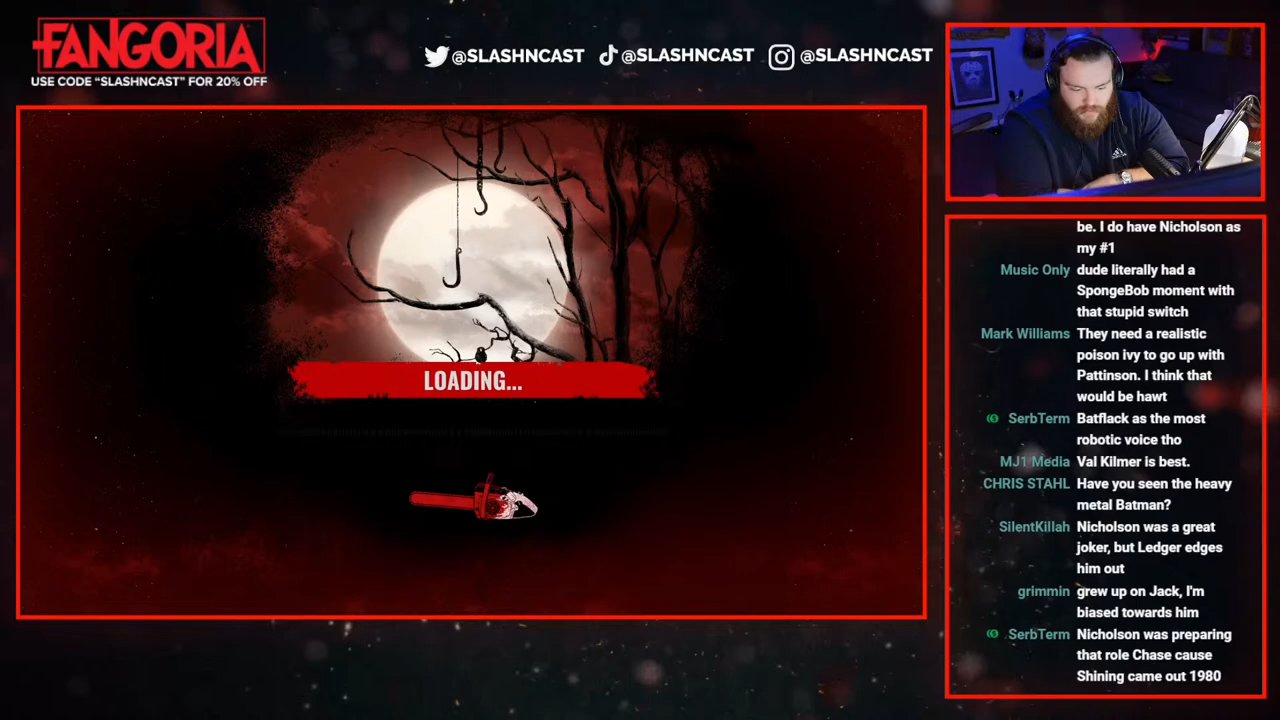 FANGORIA
USE CODE “SLASHNCAST” FOR 20% OFF
@SLASHNCAST @SLASHNCAST @SLASHNCAST
LOADING...
be. I do have Nicholson as
my #1
Music Only dude literally had a
SpongeBob moment with
that stupid switch
Mark Williams They need a realistic
poison ivy to go up with
Pattinson. I think that
would be hawt
SerbTerm Batflack as the most
robotic voice tho
MJ1 Media Val Kilmer is best.
CHRIS STAHL Have you seen the heavy
metal Batman?
SilentKillah Nicholson was a great
joker, but Ledger edges
him out
grimmin grew up on Jack, I'm
biased towards him
SerbTerm Nicholson was preparing
that role Chase cause
Shining came out 1980